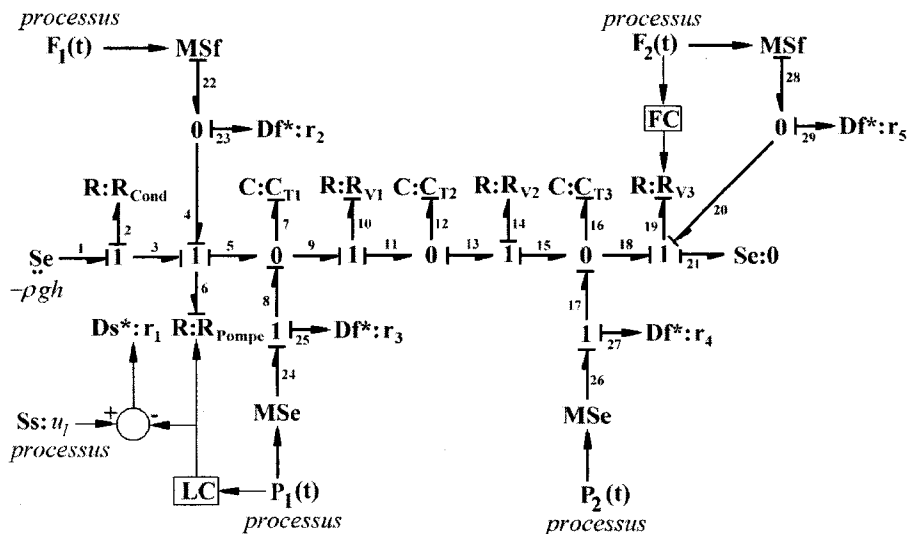 processus processus
F1(t) MSf F2(t) MSf
22 28
0 23 Df*:r2 FC 0 29 Df*:r5
R:RCond C:CT1 R:RV1 C:CT2 R:RV2 C:CT3 R:RV3
2 4 7 10 12 14 16 19 20
Se 1 1 3 1 5 0 9 1 11 0 13 1 15 0 18 1 21 Se:0
-ρgh 6 8 17
Ds*:r1 R:RPompe 1 25 Df*:r3 1 27 Df*:r4
24 26
Ss: u1 + - MSe MSe
processus
LC P1(t) P2(t)
processus processus